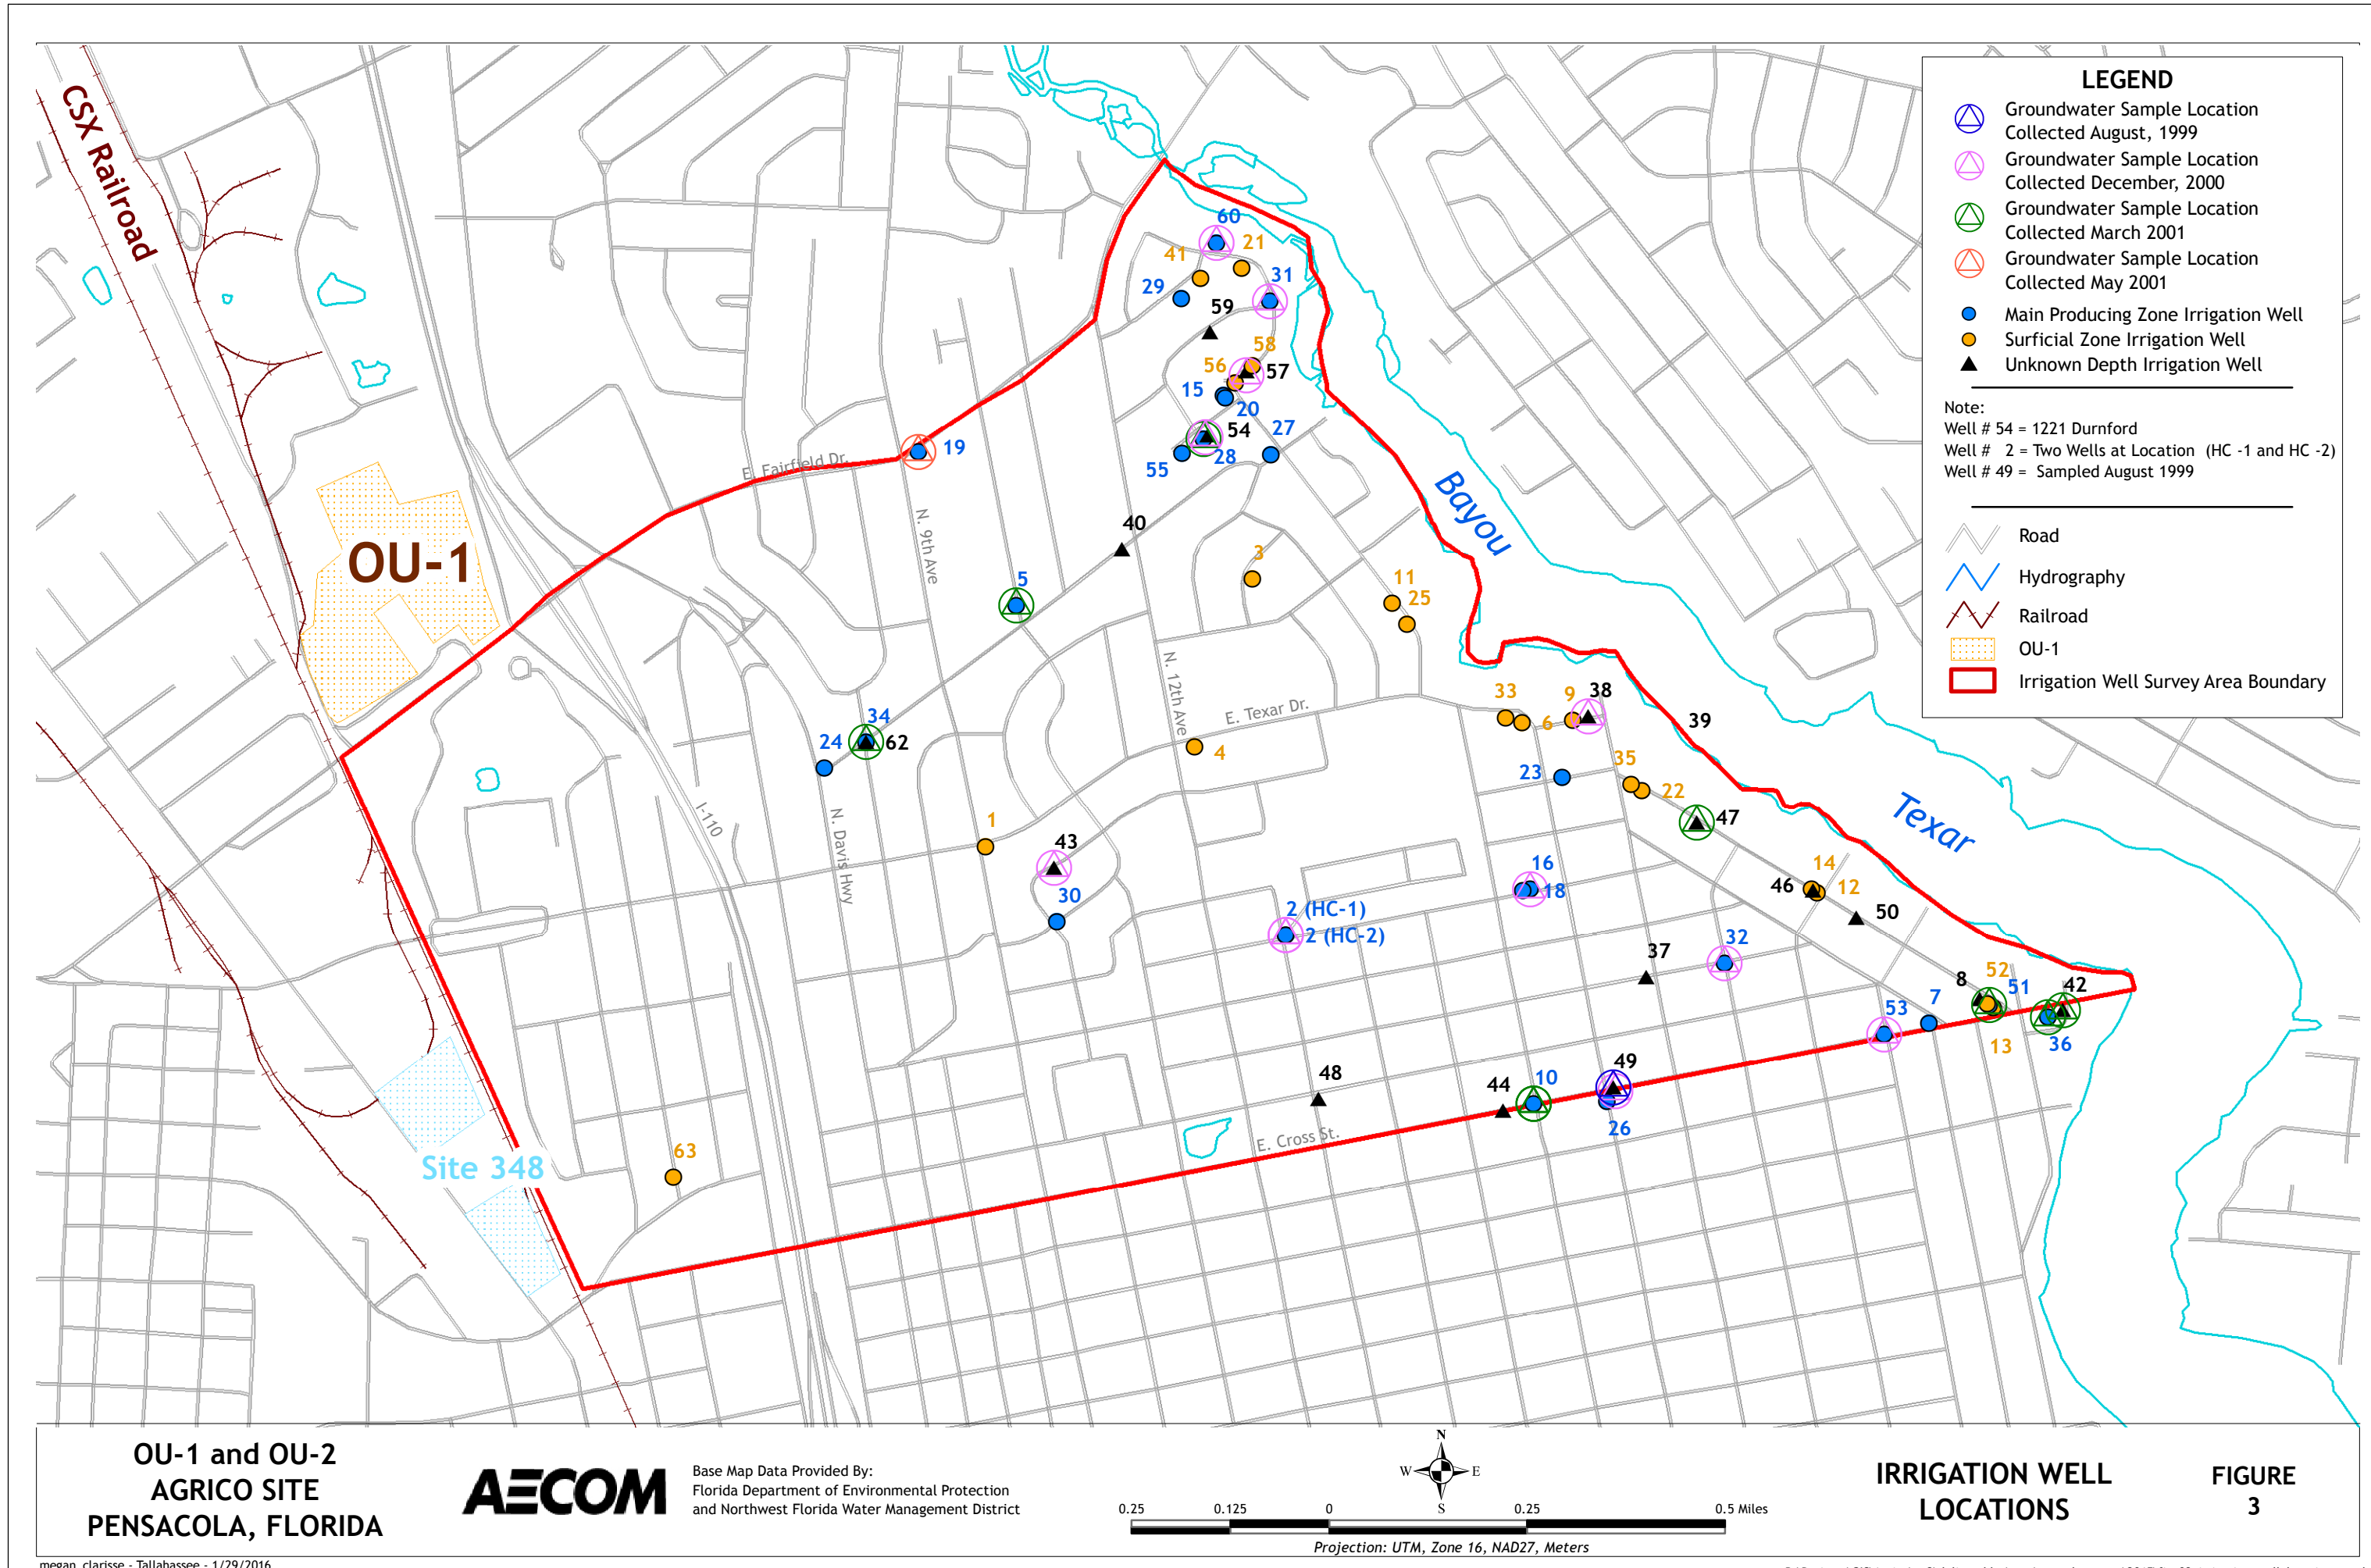 LEGEND
Groundwater Sample Location
Collected August, 1999
Groundwater Sample Location
Collected December, 2000
Groundwater Sample Location
Collected March 2001
Groundwater Sample Location
Collected May 2001
Main Producing Zone Irrigation Well
Surficial Zone Irrigation Well
Unknown Depth Irrigation Well
Note:
Well # 54 = 1221 Durnford
Well # 2 = Two Wells at Location (HC -1 and HC -2)
Well # 49 = Sampled August 1999
Road
Hydrography
Railroad
OU-1
Irrigation Well Survey Area Boundary
CSX Railroad
60
21
41
31
29
59
58
56
57
15
20
54
27
28
55
19
E. Fairfield Dr.
N. 9th Ave
OU-1
Bayou
40
3
5
11
25
N. 12th Ave
E. Texar Dr.
33
9
38
6
39
34
24
62
4
23
35
22
47
Texar
I-110
N. Davis Hwy
1
43
30
16
18
14
46
12
50
2 (HC-1)
2 (HC-2)
37
32
8
52
51
42
53
7
13
36
48
44
10
49
26
E. Cross St.
Site 348
63
OU-1 and OU-2
AGRICO SITE
PENSACOLA, FLORIDA
AECOM
Base Map Data Provided By:
Florida Department of Environmental Protection
and Northwest Florida Water Management District
N
W
E
S
0.25
0.125
0
0.25
0.5 Miles
Projection: UTM, Zone 16, NAD27, Meters
IRRIGATION WELL
LOCATIONS
FIGURE
3
megan_clarisse - Tallahassee - 1/29/2016